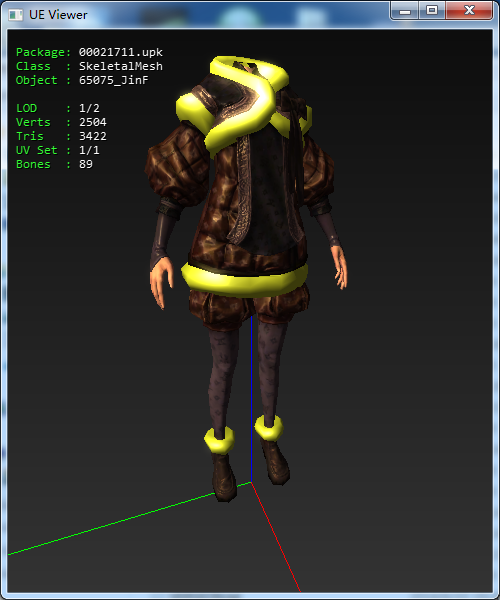 UE Viewer
Package: 00021711.upk
Class : SkeletalMesh
Object : 65075_JinF
LOD : 1/2
Verts : 2504
Tris : 3422
UV Set : 1/1
Bones : 89